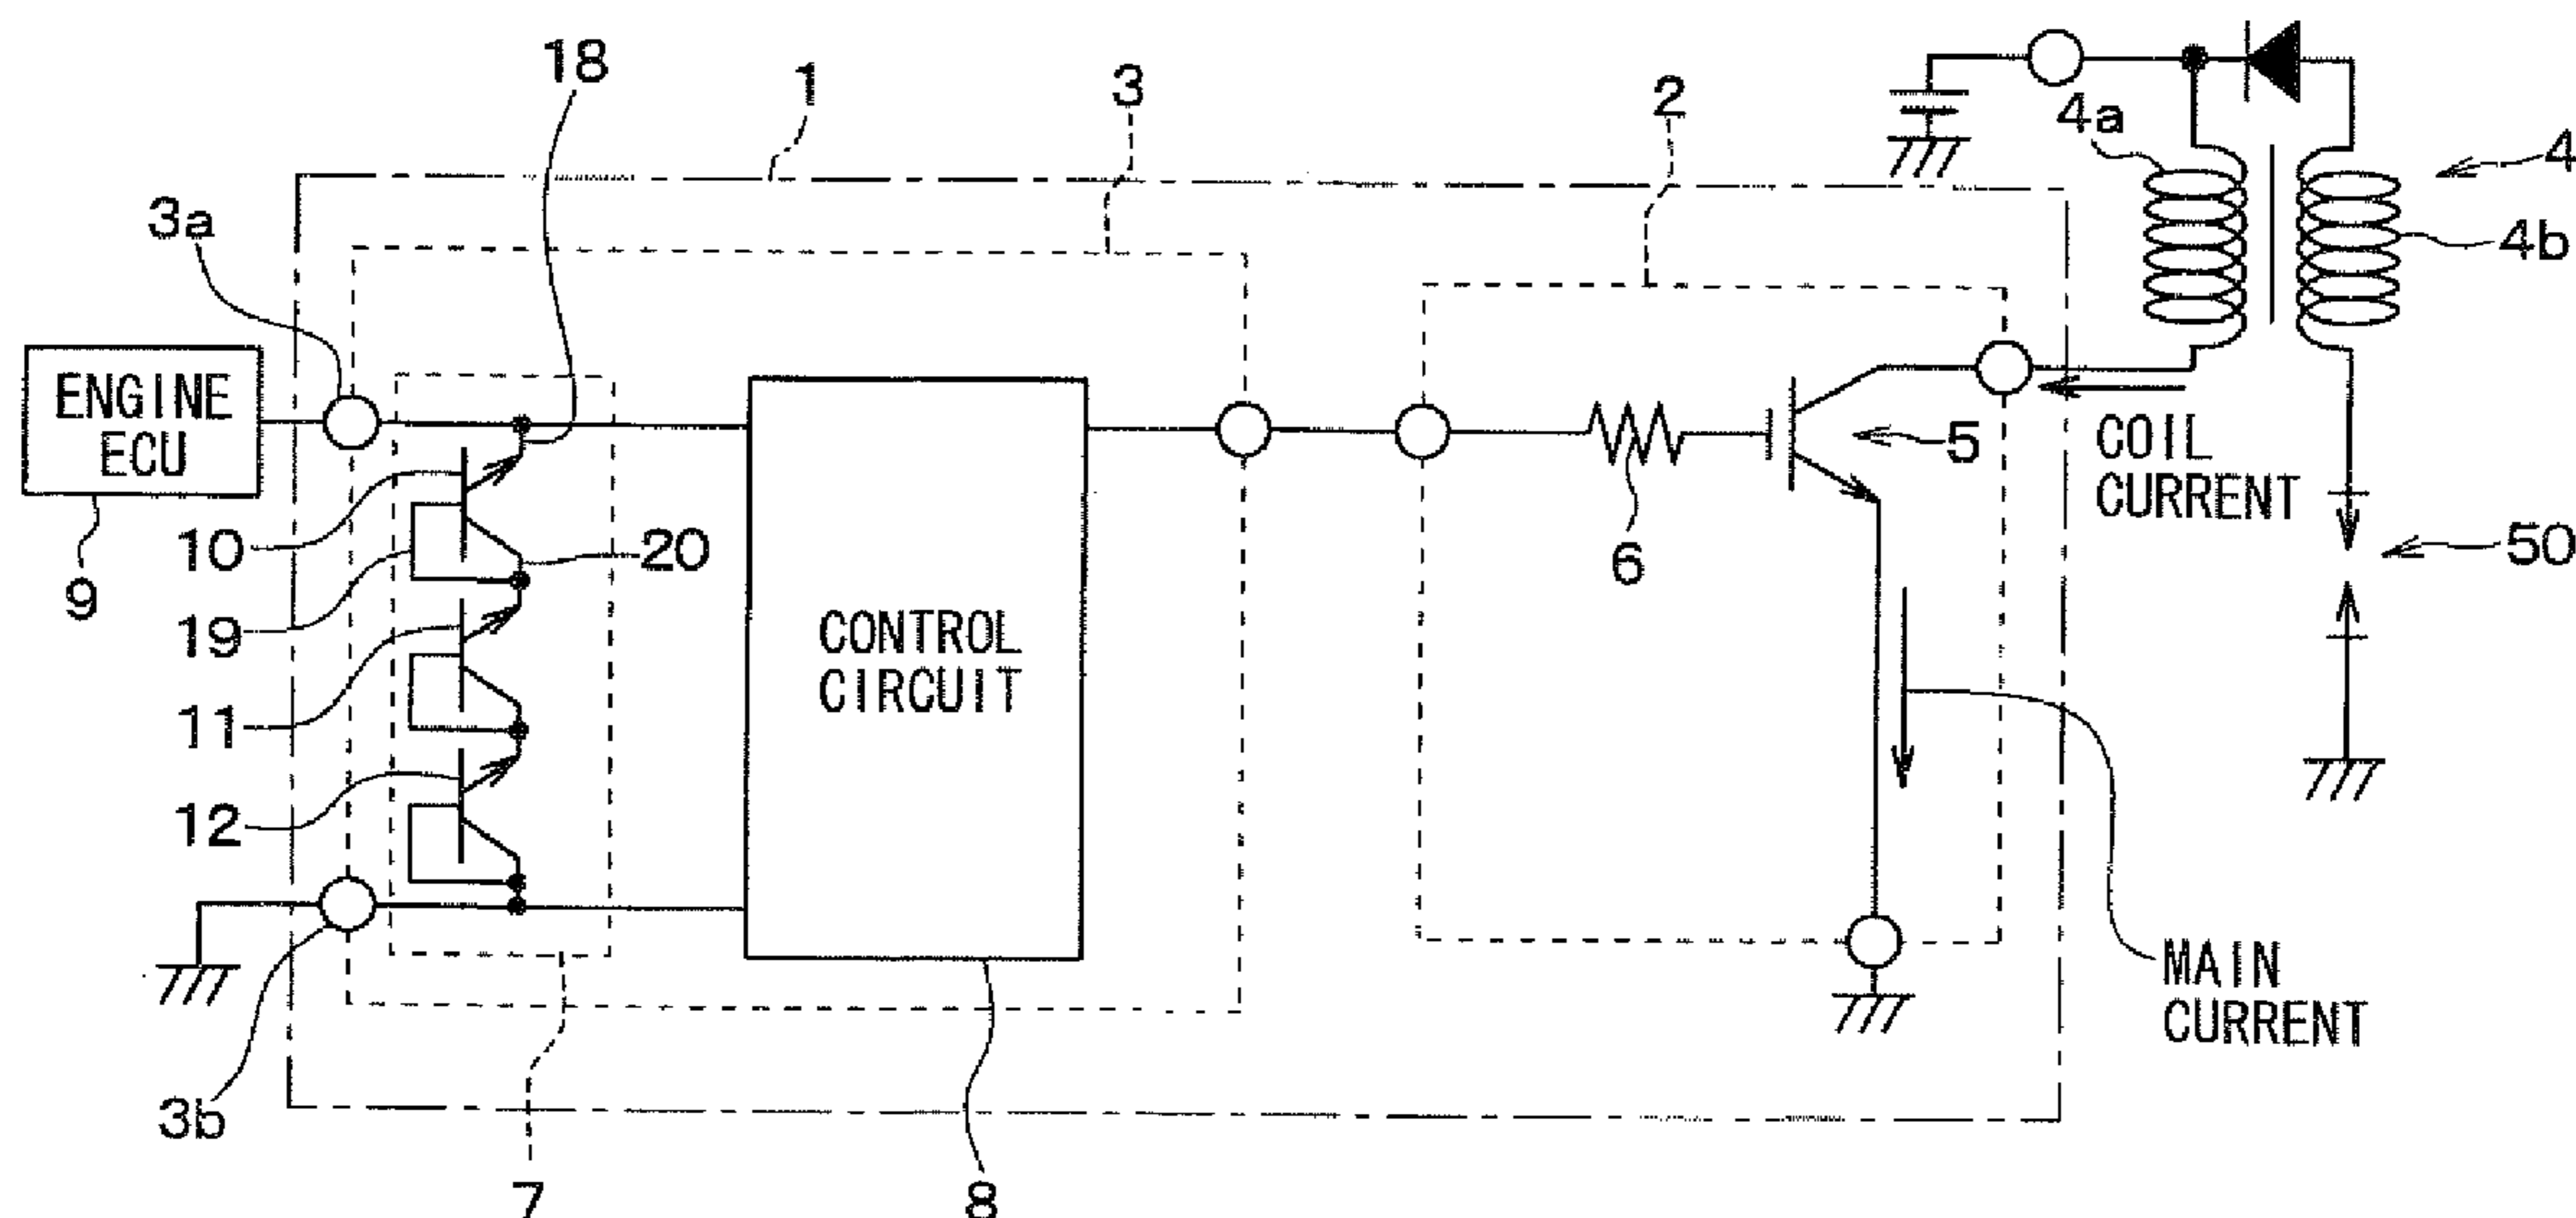 18
1
3
2
4a
4
3a
4b
ENGINE
ECU
COIL
CURRENT
5
10
20
6
50
9
19
CONTROL
CIRCUIT
11
12
MAIN
CURRENT
3b
7
8